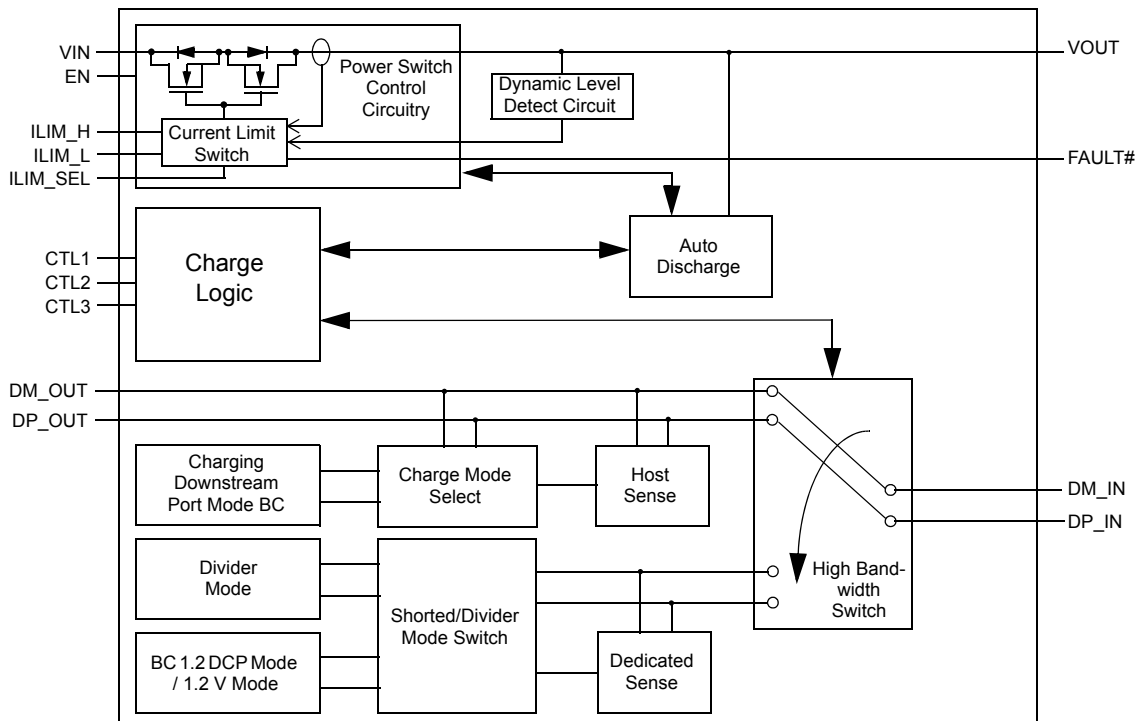 VIN
EN
ILIM_H
ILIM_L
ILIM_SEL
Power Switch
Control
Circuitry
Current Limit
Switch
Dynamic Level
Detect Circuit
VOUT
FAULT#
CTL1
CTL2
CTL3
Charge
Logic
Auto
Discharge
DM_OUT
DP_OUT
Charging
Downstream
Port Mode BC
Charge Mode
Select
Host
Sense
DM_IN
DP_IN
High Band-
width
Switch
Divider
Mode
Shorted/Divider
Mode Switch
BC 1.2 DCP Mode
/ 1.2 V Mode
Dedicated
Sense